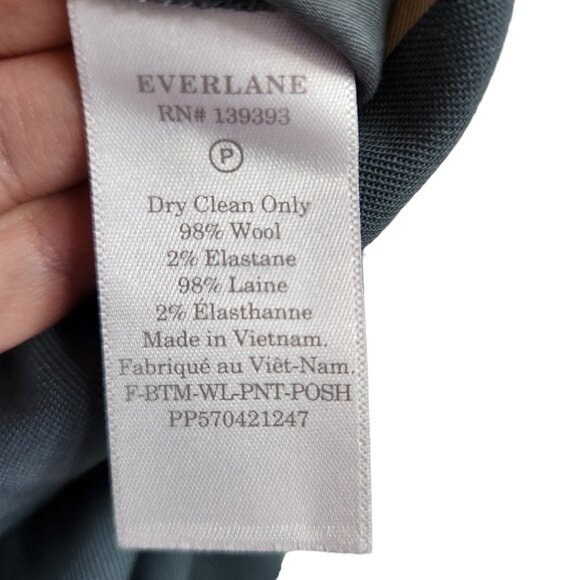 EVERLANE
RN# 139393
P
Dry Clean Only
98% Wool
2% Elastane
98% Laine
2% Élasthanne
Made in Vietnam.
Fabriqué au Viêt-Nam.
F-BTM-WL-PNT-POSH
PP570421247